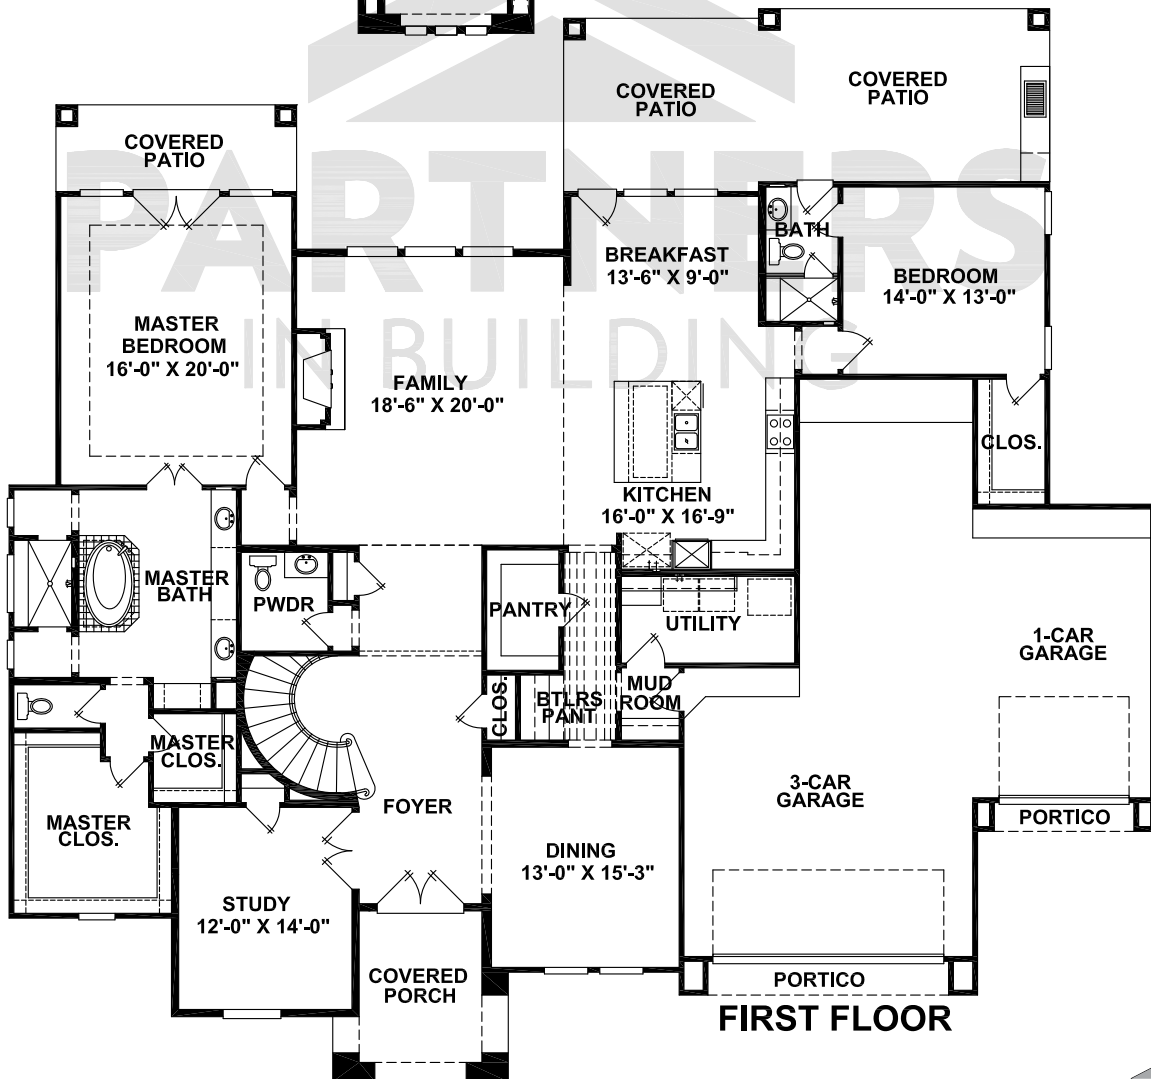 COVERED
PATIO
COVERED
PATIO
COVERED
PATIO
PARTNERS
IN BUILDING
BATH
BREAKFAST
13'-6" X 9'-0"
BEDROOM
14'-0" X 13'-0"
MASTER
BEDROOM
16'-0" X 20'-0"
FAMILY
18'-6" X 20'-0"
CLOS.
KITCHEN
16'-0" X 16'-9"
MASTER
BATH
PWDR
PANTRY
UTILITY
1-CAR
GARAGE
CLOS.
BTLRS
PANT
MUD
ROOM
MASTER
CLOS.
3-CAR
GARAGE
FOYER
PORTICO
MASTER
CLOS.
DINING
13'-0" X 15'-3"
STUDY
12'-0" X 14'-0"
COVERED
PORCH
PORTICO
FIRST FLOOR